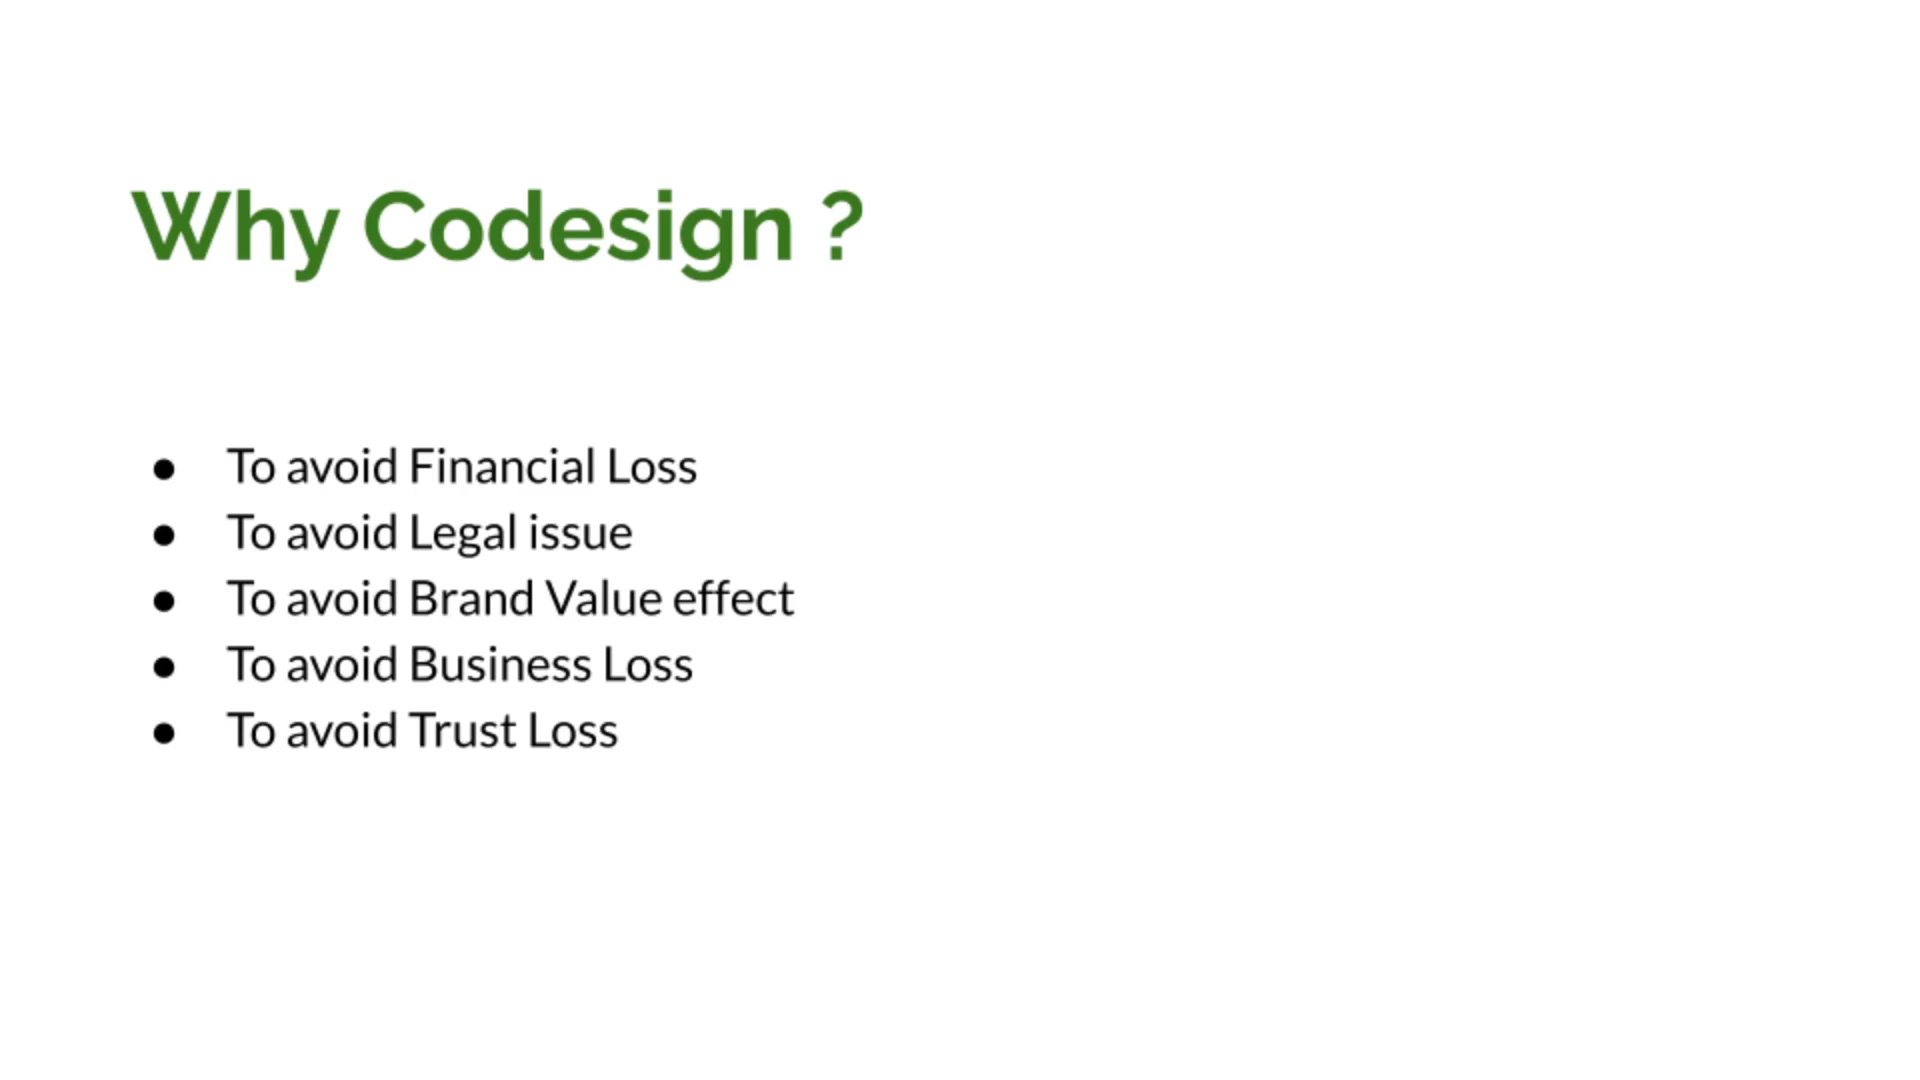 Why Codesign ?
● To avoid Financial Loss
● To avoid Legal issue
● To avoid Brand Value effect
● To avoid Business Loss
● To avoid Trust Loss